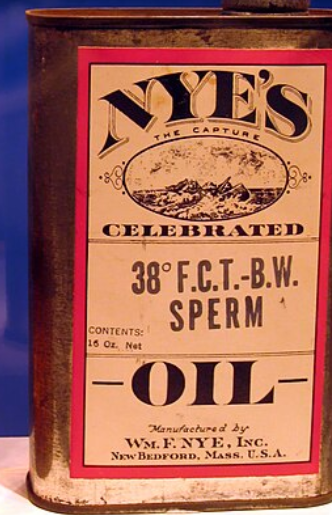 NYE'S
THE CAPTURE
CELEBRATED
38° F.C.T.-B.W.
SPERM
CONTENTS:
16 Oz. Net
-OIL-
Manufactured by
WM. F. NYE, INC.
NEW BEDFORD, MASS. U.S.A.